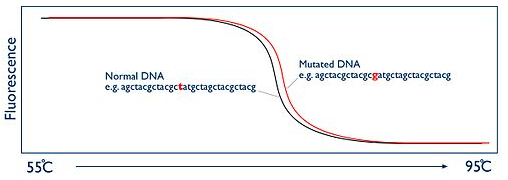 Fluorescence
Normal DNA
e.g. agctacgctacgctatgctagctacgctacg
Mutated DNA
e.g. agctacgctacgcgatgctagctacgctacg
55°C
95°C